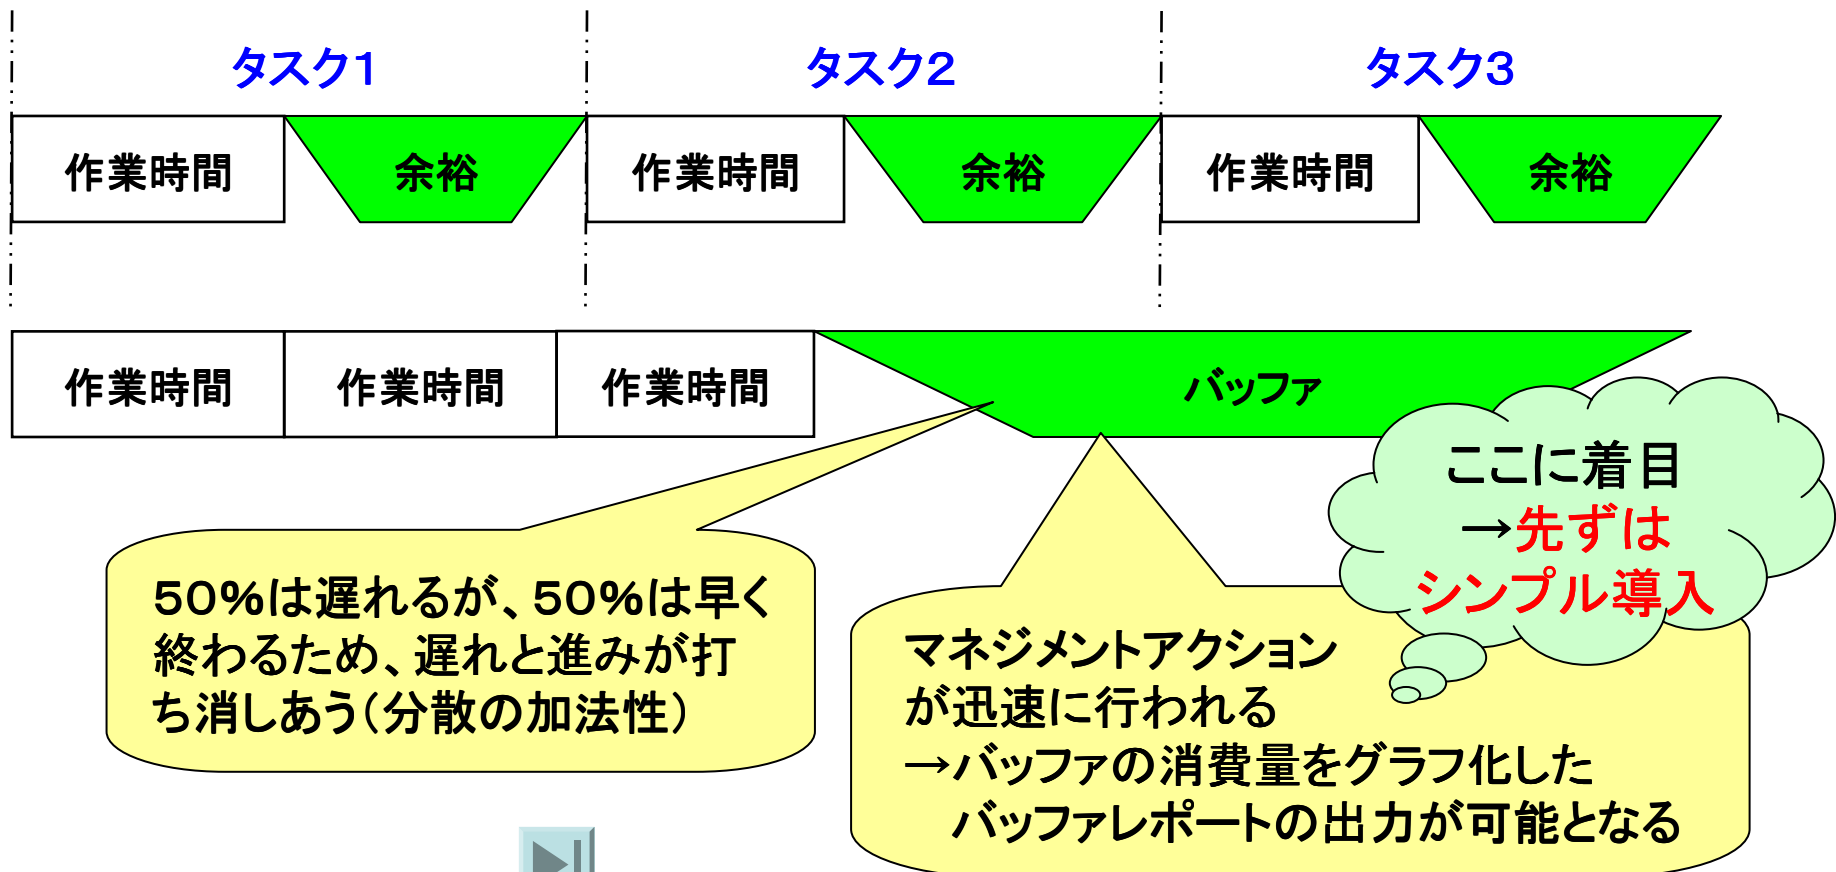 タスク1 タスク2 タスク3
作業時間 余裕 作業時間 余裕 作業時間 余裕
作業時間 作業時間 作業時間 バッファ
ここに着目
→先ずは
シンプル導入
50%は遅れるが、50%は早く
終わるため、遅れと進みが打
ち消しあう(分散の加法性)
マネジメントアクション
が迅速に行われる
→バッファの消費量をグラフ化した
バッファレポートの出力が可能となる